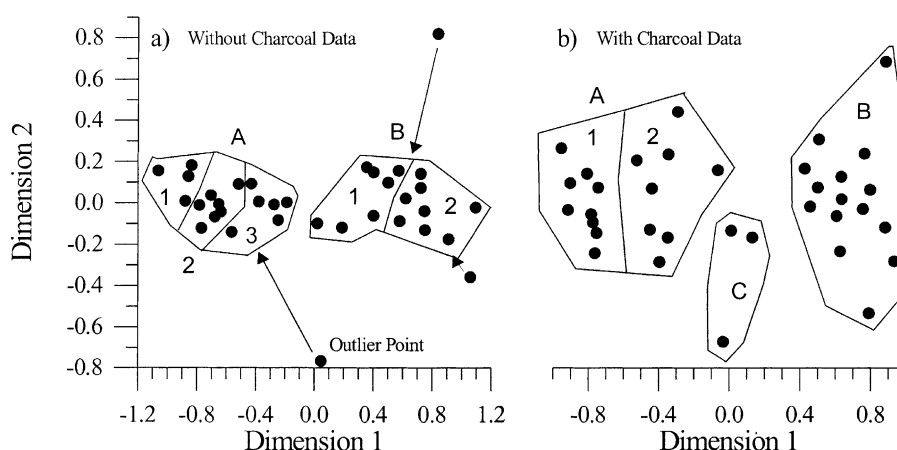 a) Without Charcoal Data
b) With Charcoal Data
Dimension 2
0.8
0.6
0.4
0.2
0.0
-0.2
-0.4
-0.6
-0.8
A
B
1
2
3
1
2
Outlier Point
-1.2 -0.8 -0.4 0.0 0.4 0.8 1.2
Dimension 1
A
B
1
2
C
-0.8 -0.4 0.0 0.4 0.8
Dimension 1